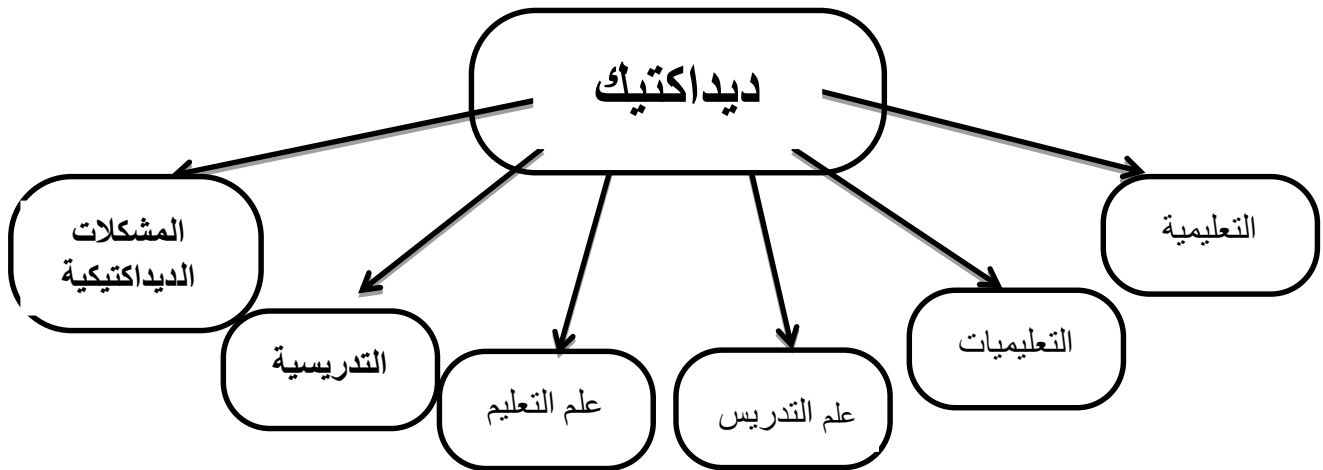 ديداكتيك
التعليمية
التعليميات
علم التدريس
علم التعليم
التدريسية
المشكلات
الديداكتيكية